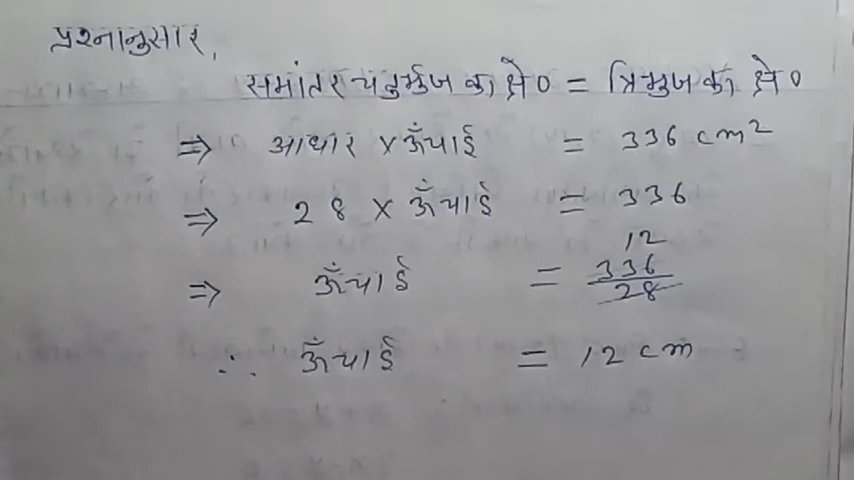 प्रश्नानुसार,
समांतर चतुर्भुज का क्षे० = त्रिभुज का क्षे०
⇒ आधार × ऊँचाई = 336 cm²
⇒ 28 × ऊँचाई = 336
12
⇒ ऊँचाई = 336/28
∴ ऊँचाई = 12 cm